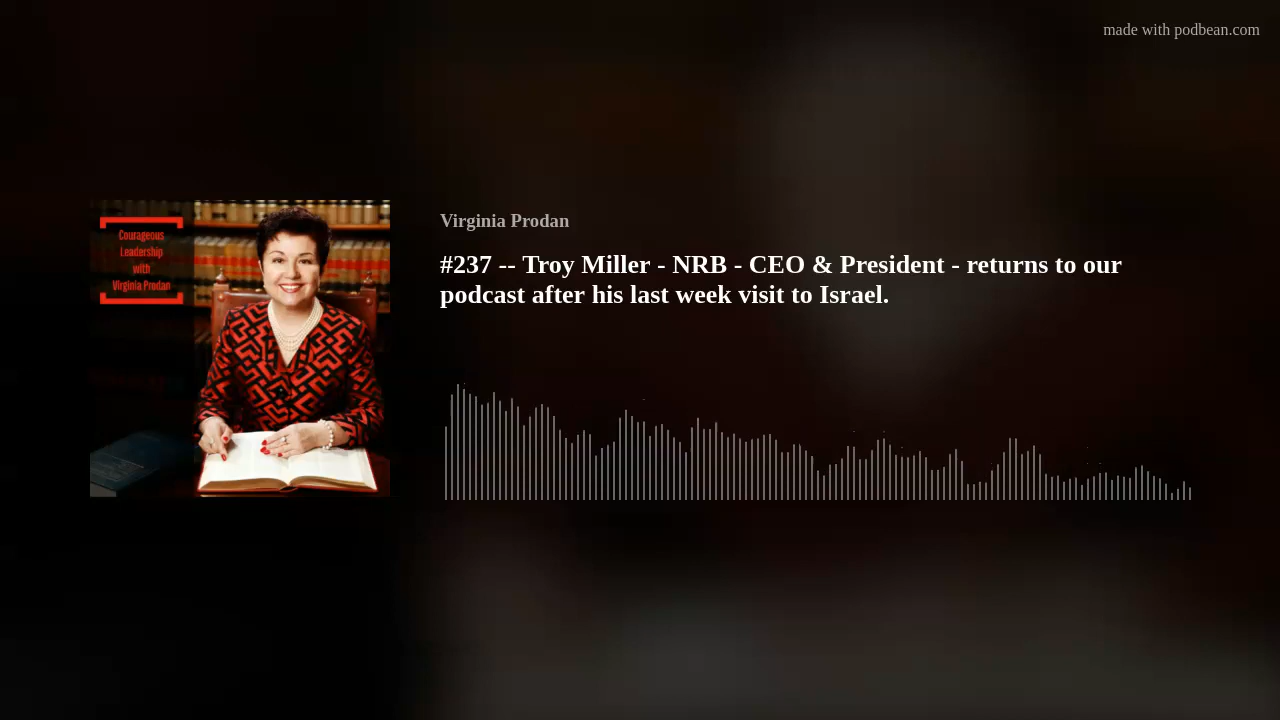 made with podbean.com
Courageous
Leadership
with
Virginia Prodan
Virginia Prodan
#237 -- Troy Miller - NRB - CEO & President - returns to our
podcast after his last week visit to Israel.